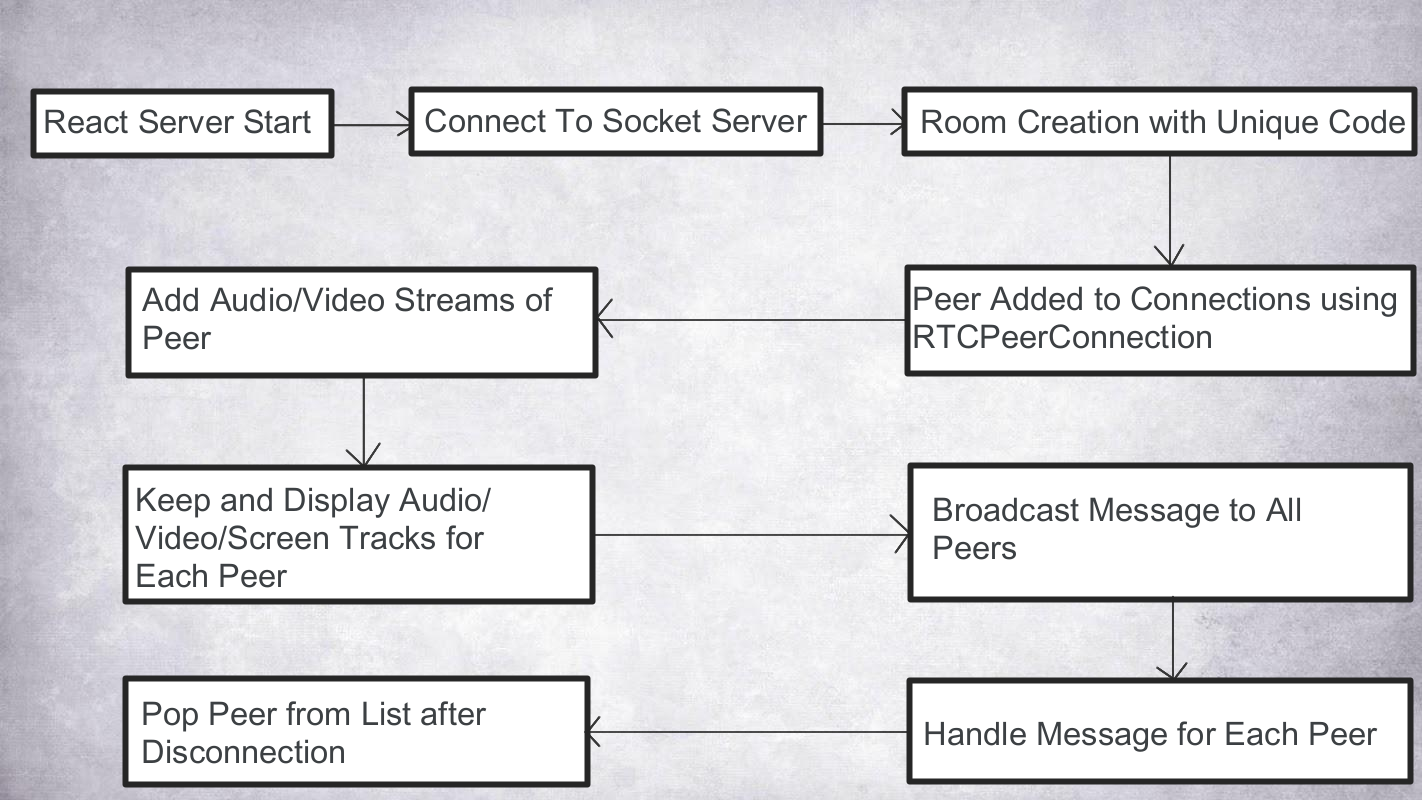 React Server Start
Connect To Socket Server
Room Creation with Unique Code
Peer Added to Connections using
RTCPeerConnection
Add Audio/Video Streams of
Peer
Keep and Display Audio/
Video/Screen Tracks for
Each Peer
Broadcast Message to All
Peers
Handle Message for Each Peer
Pop Peer from List after
Disconnection